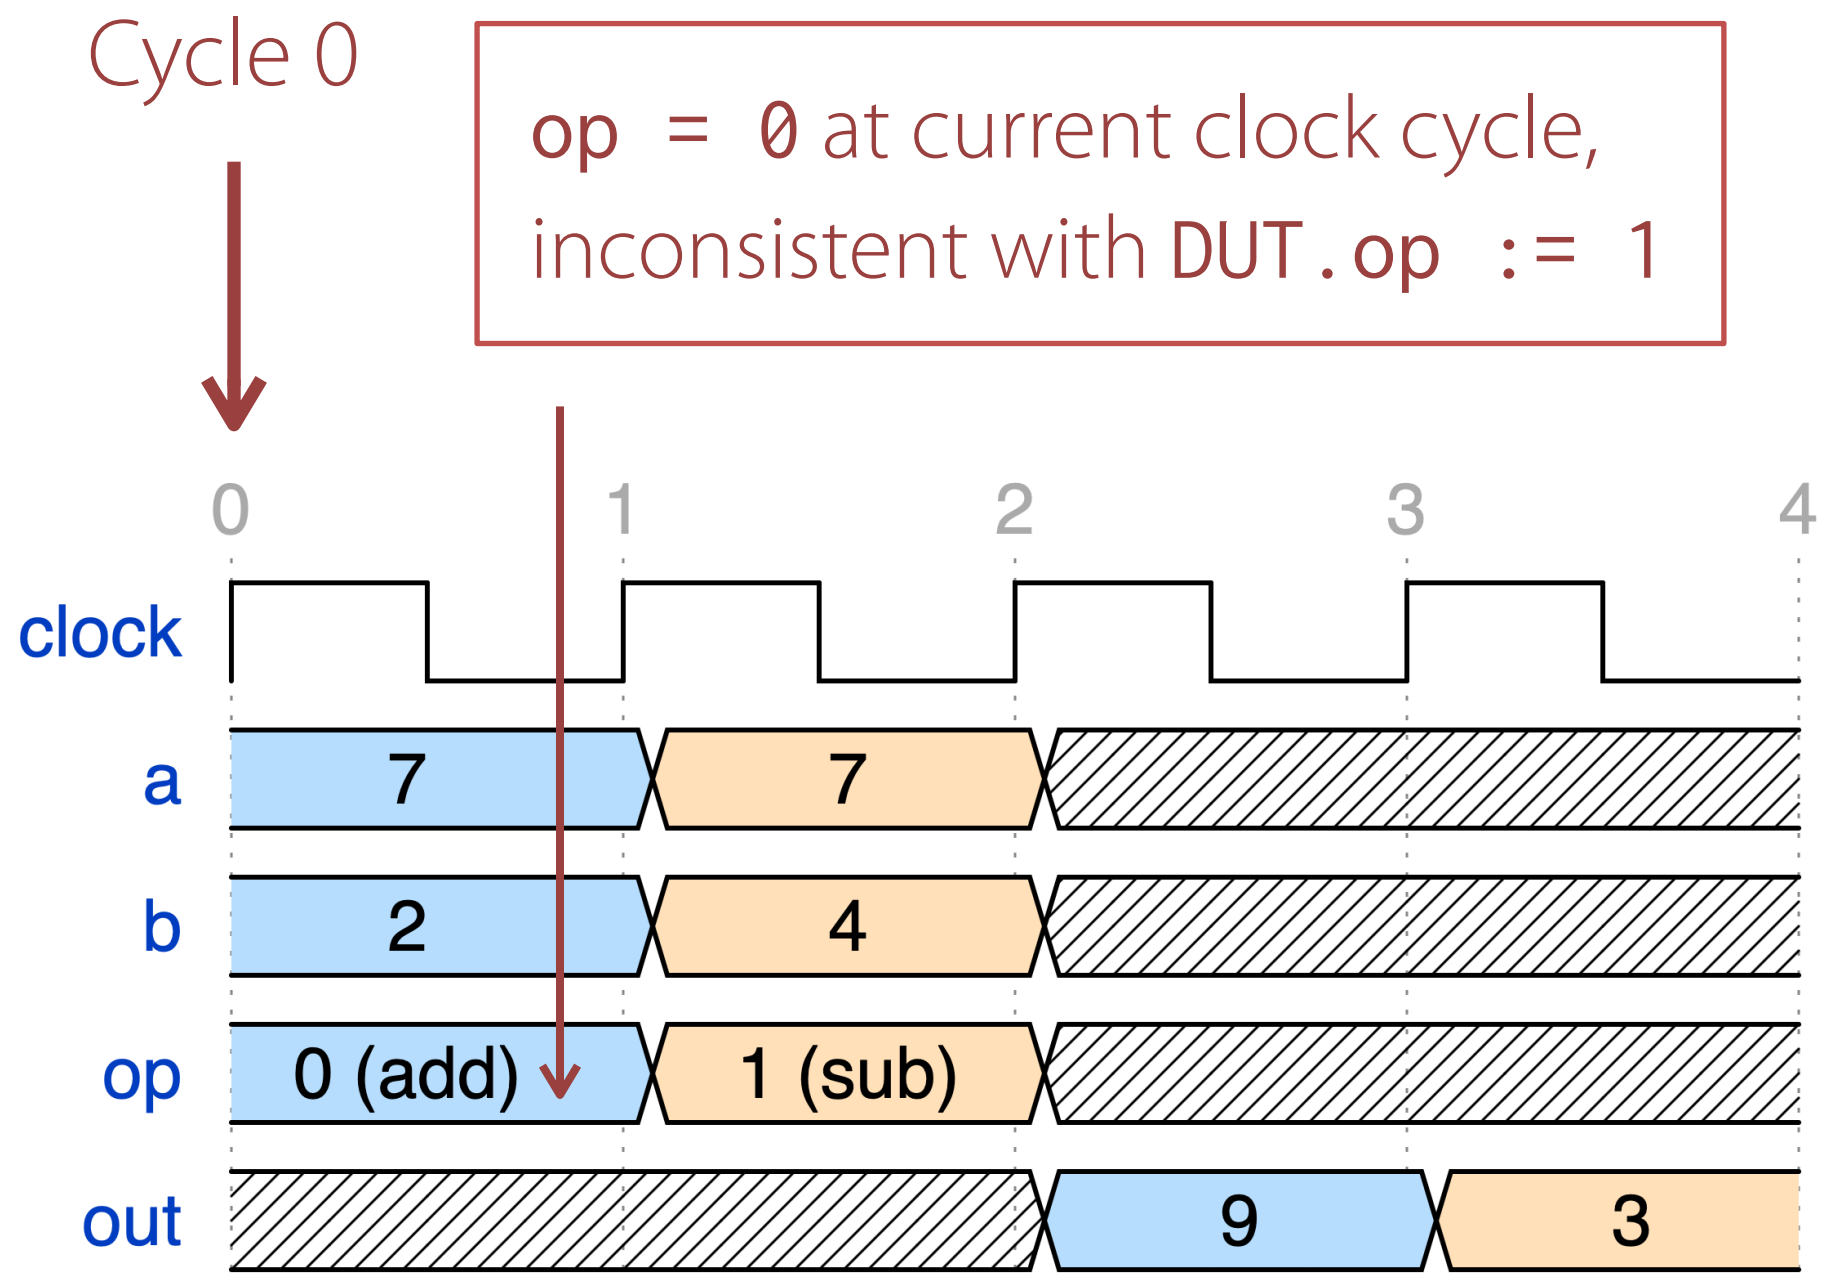 Cycle 0
op = 0 at current clock cycle,
inconsistent with DUT.op := 1
0 1 2 3 4
clock
a 7 7
b 2 4
op 0 (add) 1 (sub)
out 9 3